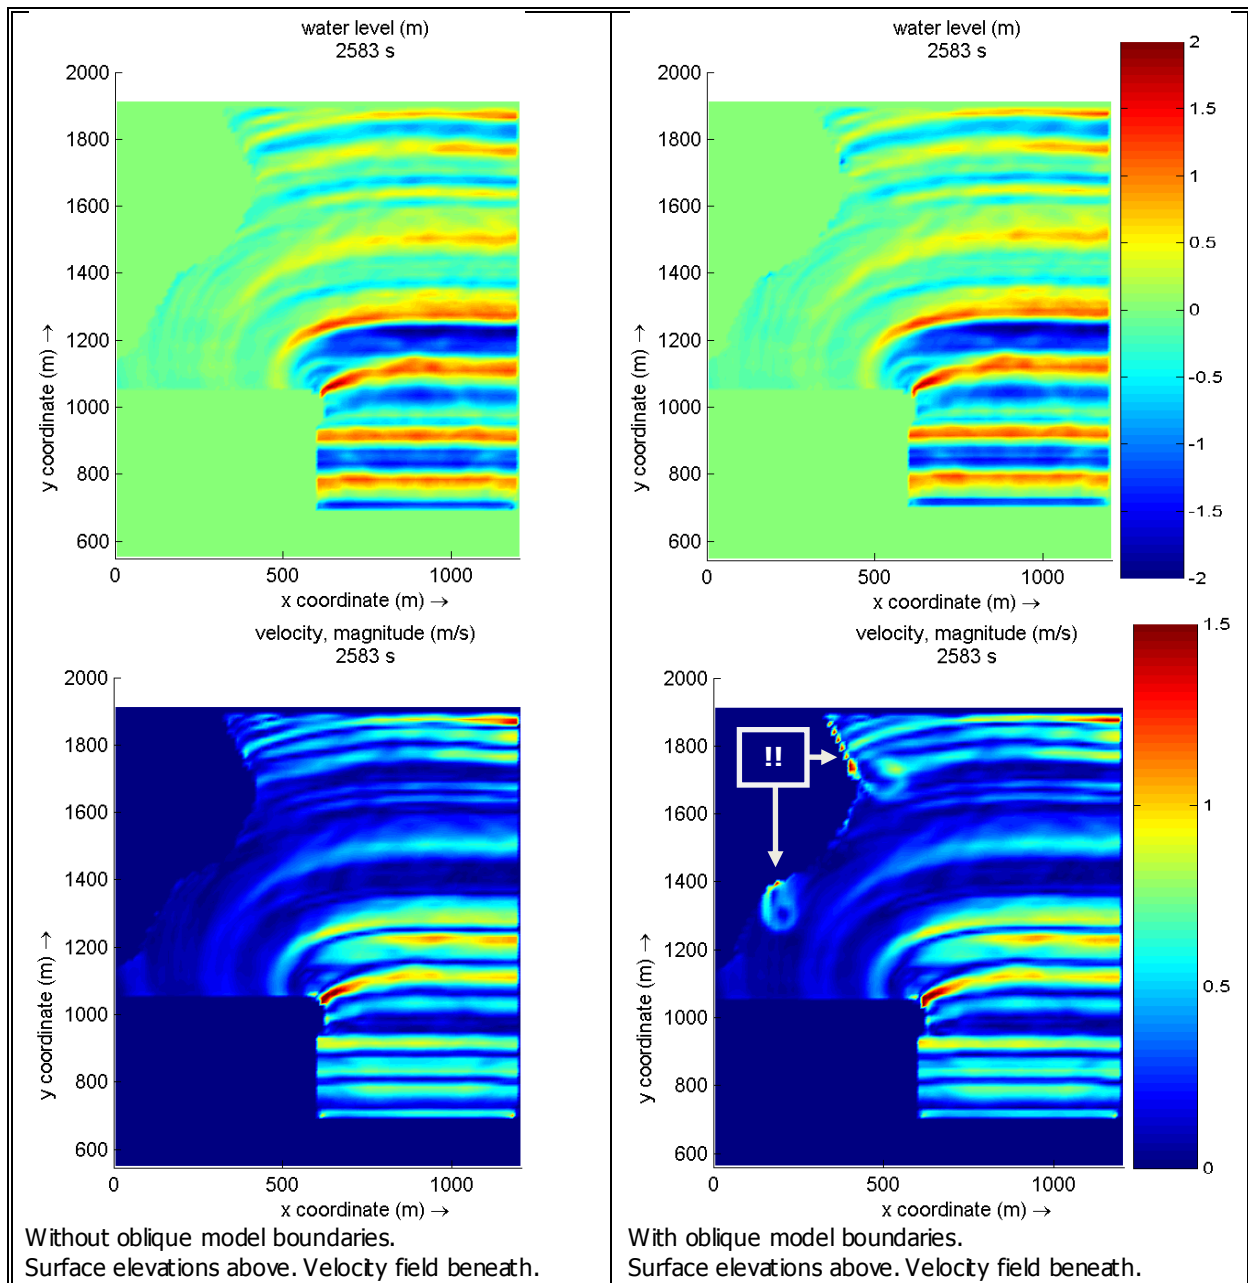 water level (m)
2583 s
2000
1800
1600
1400
1200
1000
800
600
y coordinate (m) →
0
500
1000
x coordinate (m) →
water level (m)
2583 s
2000
1800
1600
1400
1200
1000
800
600
y coordinate (m) →
0
500
1000
x coordinate (m) →
2
1.5
1
0.5
0
-0.5
-1
-1.5
-2
velocity, magnitude (m/s)
2583 s
2000
1800
1600
1400
1200
1000
800
600
y coordinate (m) →
0
500
1000
x coordinate (m) →
velocity, magnitude (m/s)
2583 s
2000
1800
1600
1400
1200
1000
800
600
y coordinate (m) →
0
500
1000
x coordinate (m) →
!!
1.5
1
0.5
0
Without oblique model boundaries.
Surface elevations above. Velocity field beneath.
With oblique model boundaries.
Surface elevations above. Velocity field beneath.